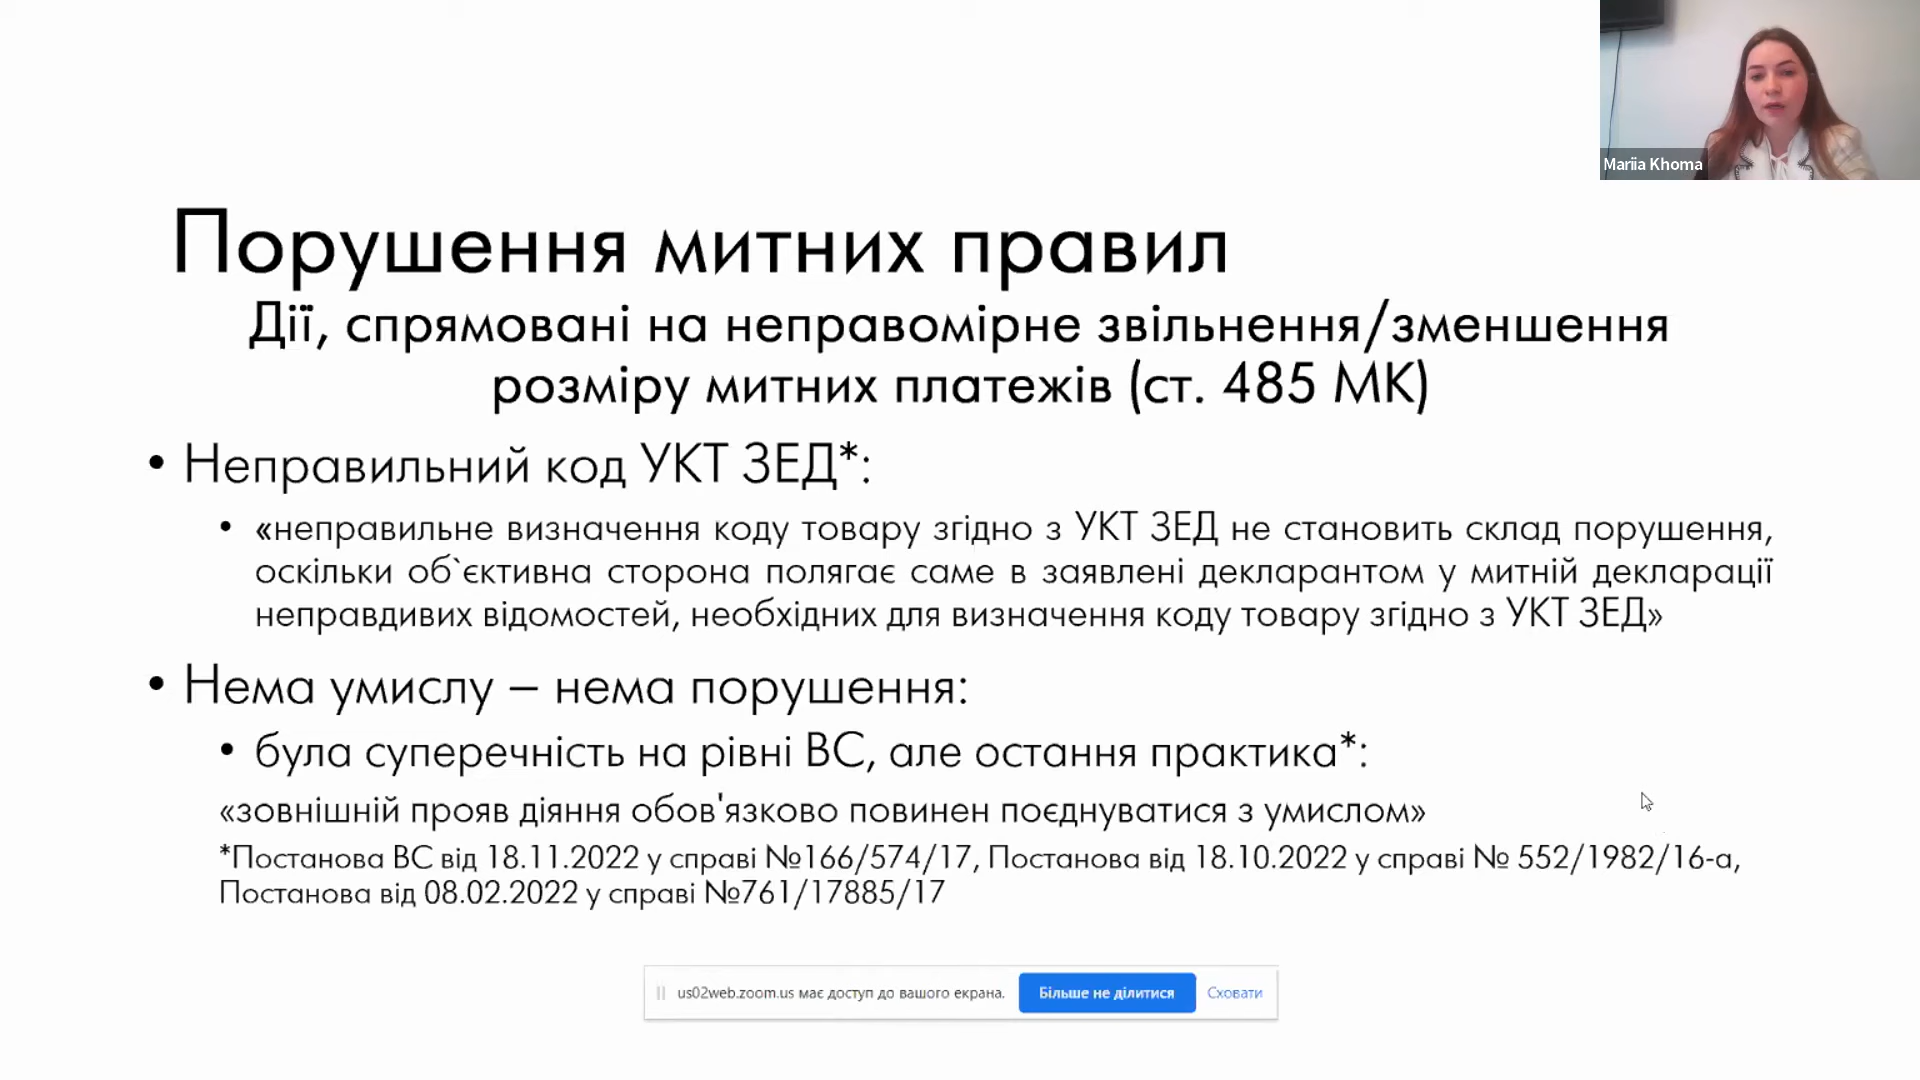 Mariia Khoma
Порушення митних правил
Дії, спрямовані на неправомірне звільнення/зменшення
розміру митних платежів (ст. 485 МК)
• Неправильний код УКТ ЗЕД*:
• «неправильне визначення коду товару згідно з УКТ ЗЕД не становить склад порушення,
оскільки об`єктивна сторона полягає саме в заявлені декларантом у митній декларації
неправдивих відомостей, необхідних для визначення коду товару згідно з УКТ ЗЕД»
• Нема умислу – нема порушення:
• була суперечність на рівні ВС, але остання практика*:
«зовнішній прояв діяння обов'язково повинен поєднуватися з умислом»
*Постанова ВС від 18.11.2022 у справі №166/574/17, Постанова від 18.10.2022 у справі № 552/1982/16-а,
Постанова від 08.02.2022 у справі №761/17885/17
us02web.zoom.us має доступ до вашого екрана. Більше не ділитися Сховати